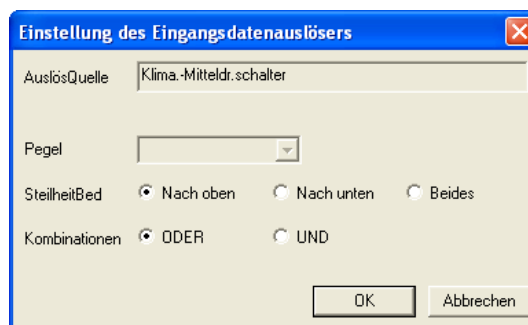 Einstellung des Eingangsdatenauslösers
AuslösQuelle Klima.-Mitteldr.schalter
Pegel
SteilheitBed Nach oben Nach unten Beides
Kombinationen ODER UND
OK Abbrechen